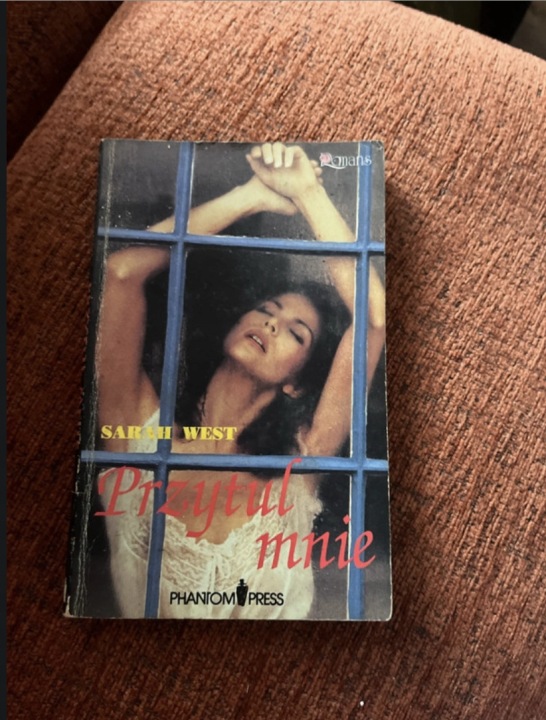 Romans
SARAH WEST
Przytul
mnie
PHANTOM PRESS